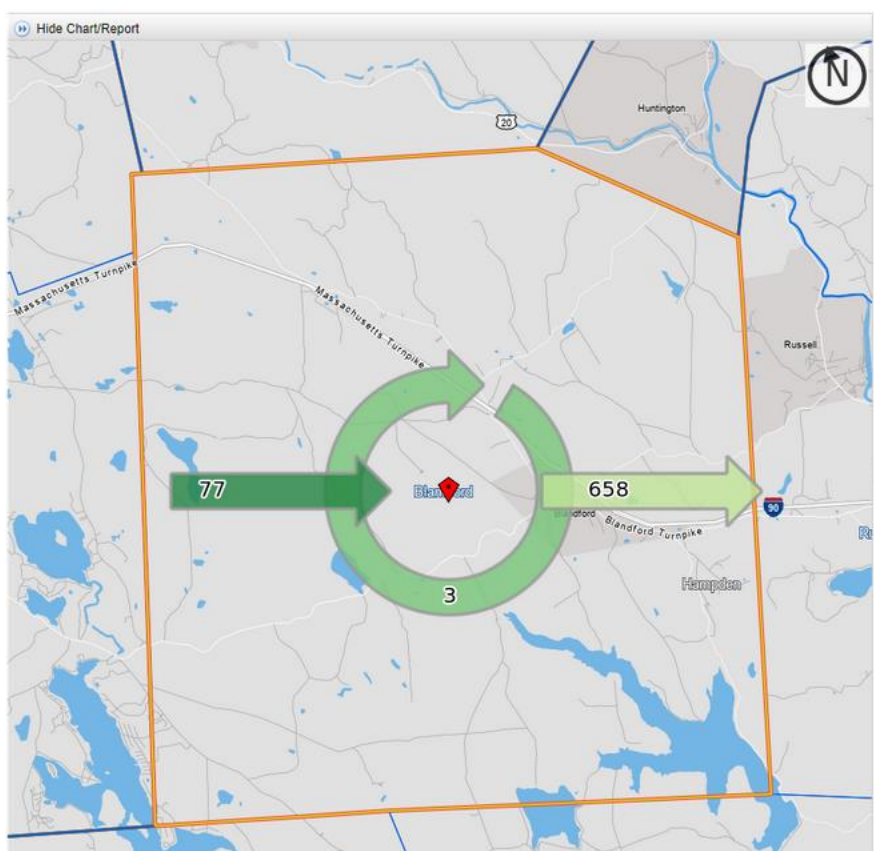 Hide Chart/Report
N
20
Huntington
Massachusetts Turnpike
Massachusetts Turnpike
Russell
77
658
Blandford
90
Blandford
Blandford Turnpike
Hampden
3